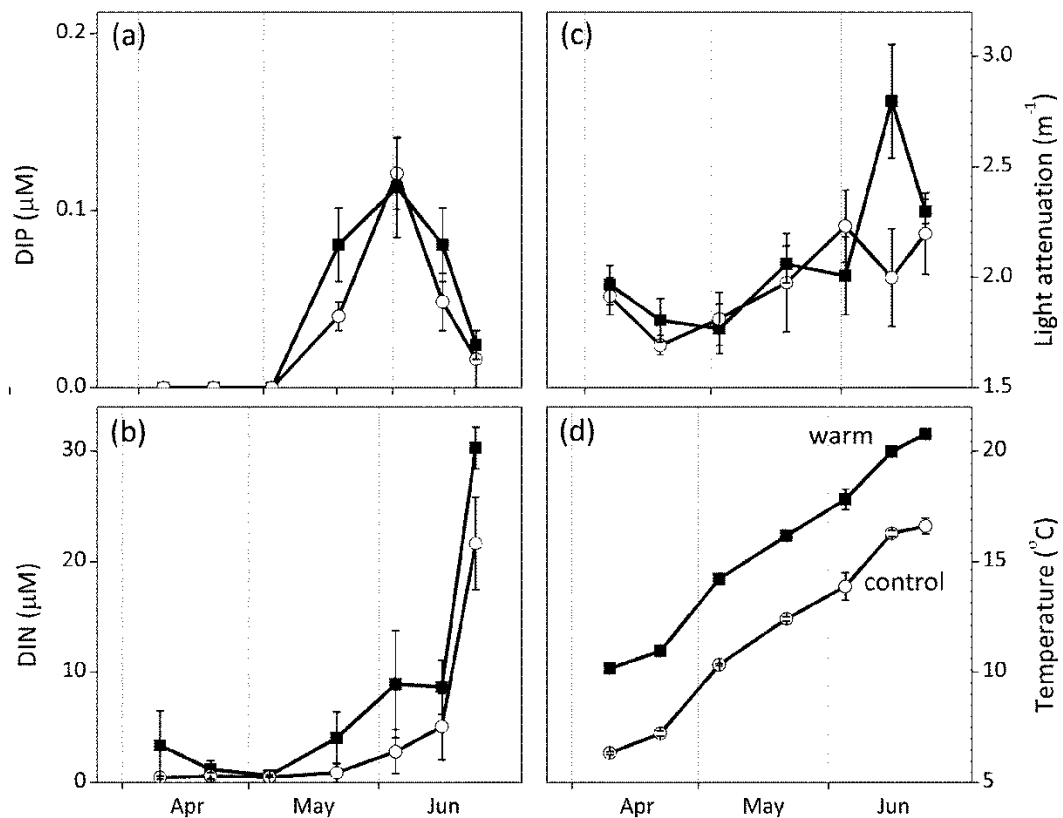 (a)
0.2
0.1
0.0
DIP (μM)
(c)
3.0
2.5
2.0
1.5
Light attenuation (m⁻¹)
(b)
30
20
10
0
DIN (μM)
Apr May Jun
(d)
warm
control
20
15
10
5
Temperature (°C)
Apr May Jun